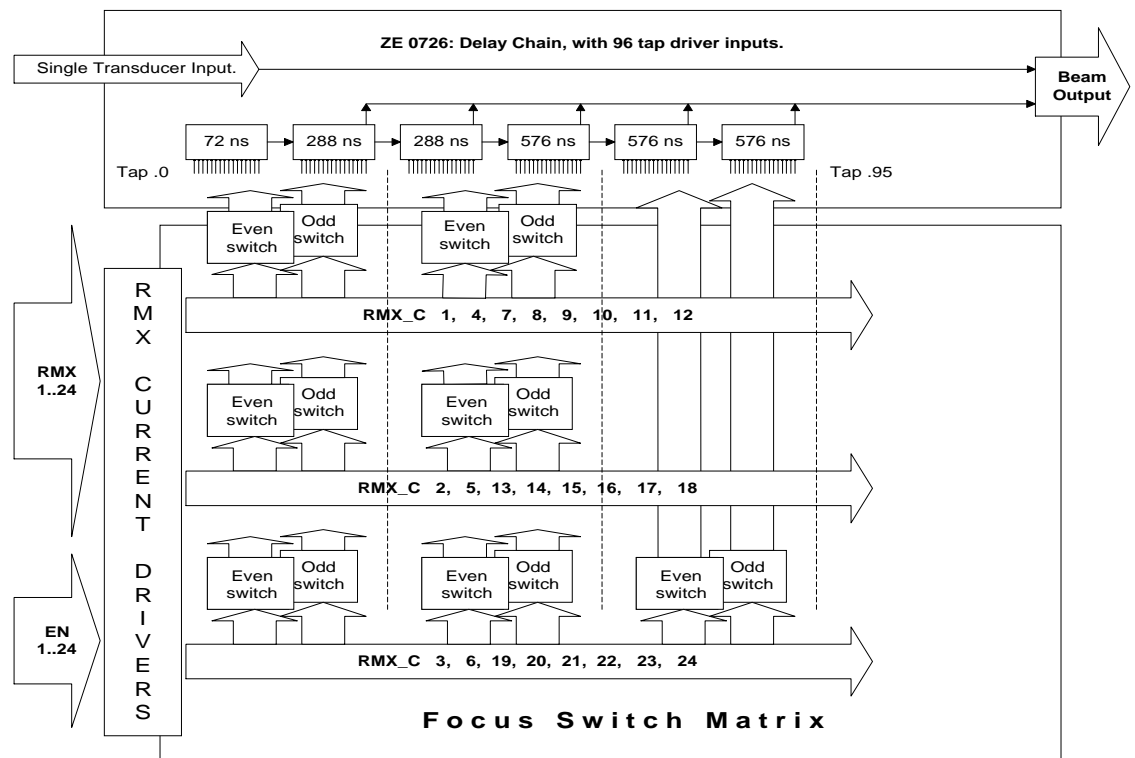 ZE 0726: Delay Chain, with 96 tap driver inputs.
Single Transducer Input.
Beam
Output
72 ns
288 ns
288 ns
576 ns
576 ns
576 ns
Tap .0
Tap .95
Even
switch
Odd
switch
Even
switch
Odd
switch
RMX_C 1, 4, 7, 8, 9, 10, 11, 12
RMX
1..24
Even
switch
Odd
switch
Even
switch
Odd
switch
RMX_C 2, 5, 13, 14, 15, 16, 17, 18
RMX CURRENT DRIVERS
Even
switch
Odd
switch
Even
switch
Odd
switch
Even
switch
Odd
switch
EN
1..24
RMX_C 3, 6, 19, 20, 21, 22, 23, 24
Focus Switch Matrix